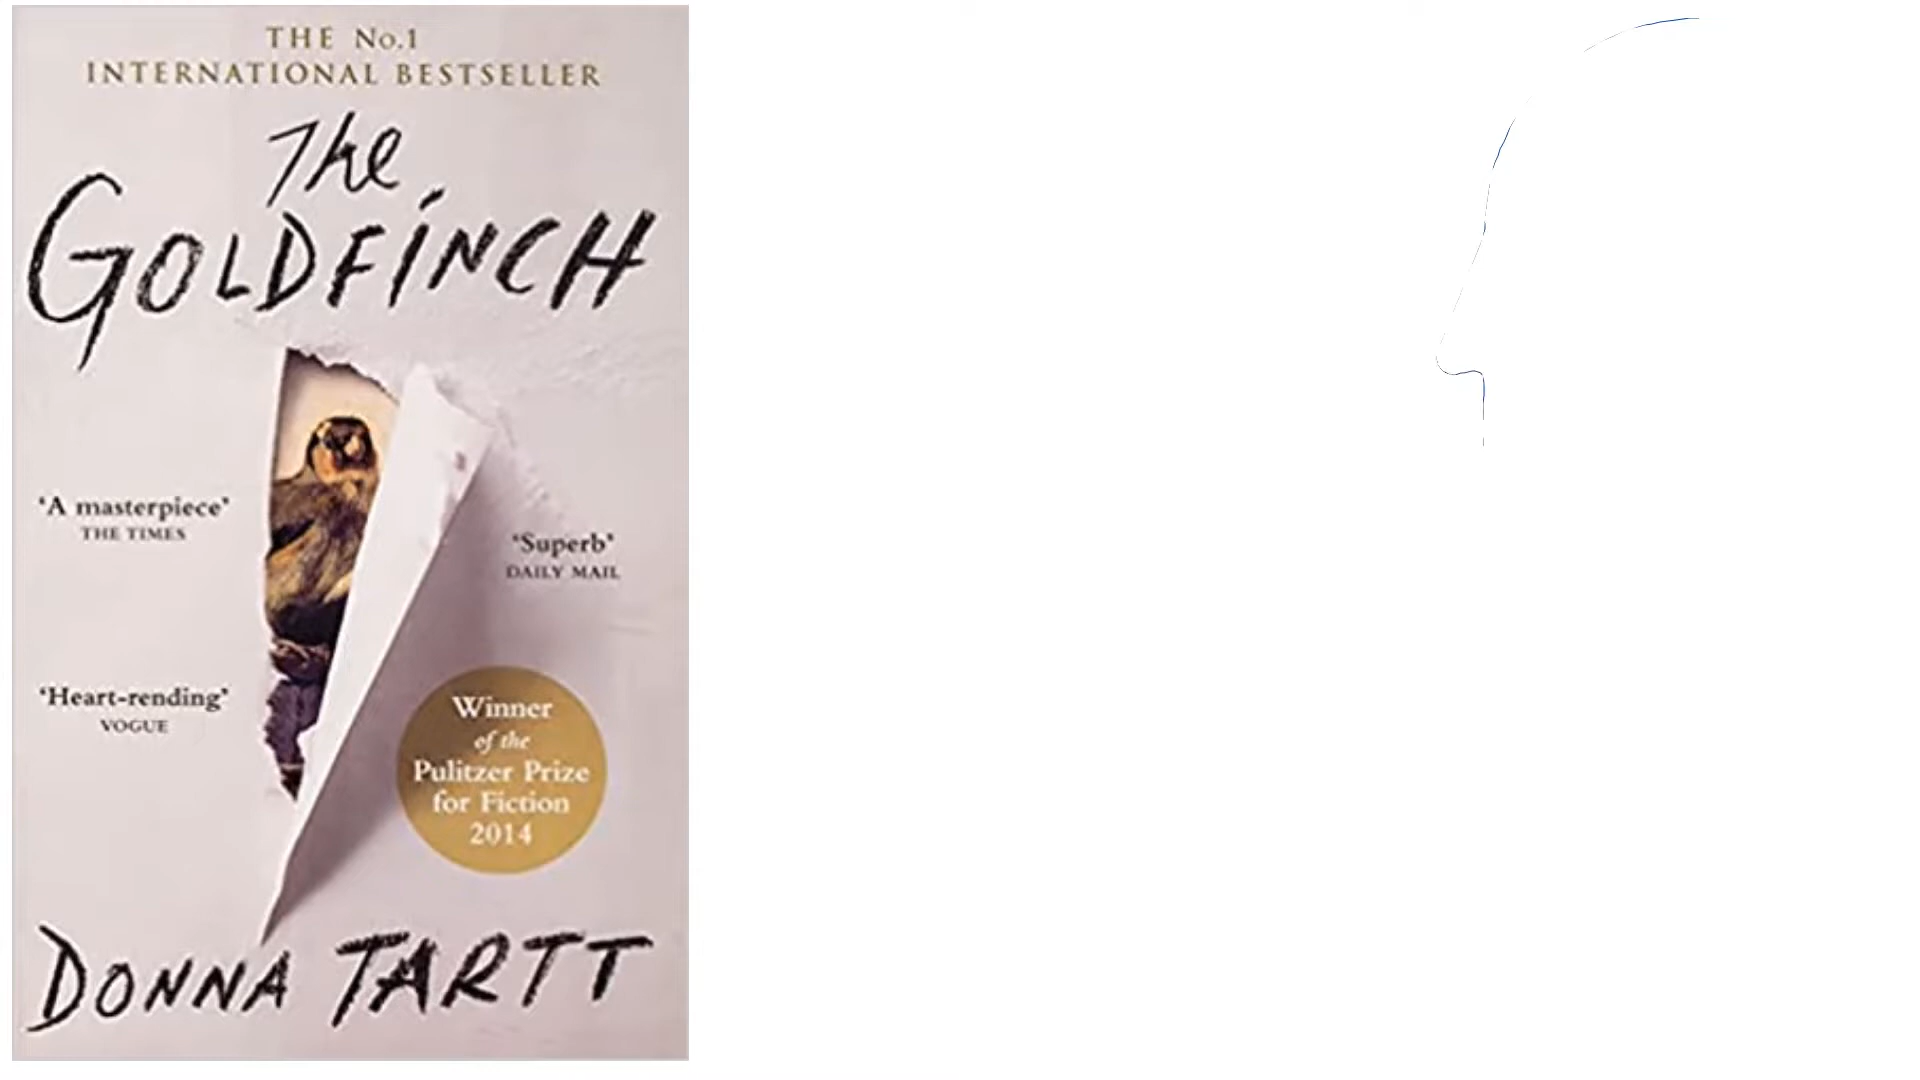 THE No.1
INTERNATIONAL BESTSELLER
The
GOLDFINCH
'A masterpiece'
THE TIMES
'Superb'
DAILY MAIL
'Heart-rending'
VOGUE
Winner
of the
Pulitzer Prize
for Fiction
2014
DONNA TARTT